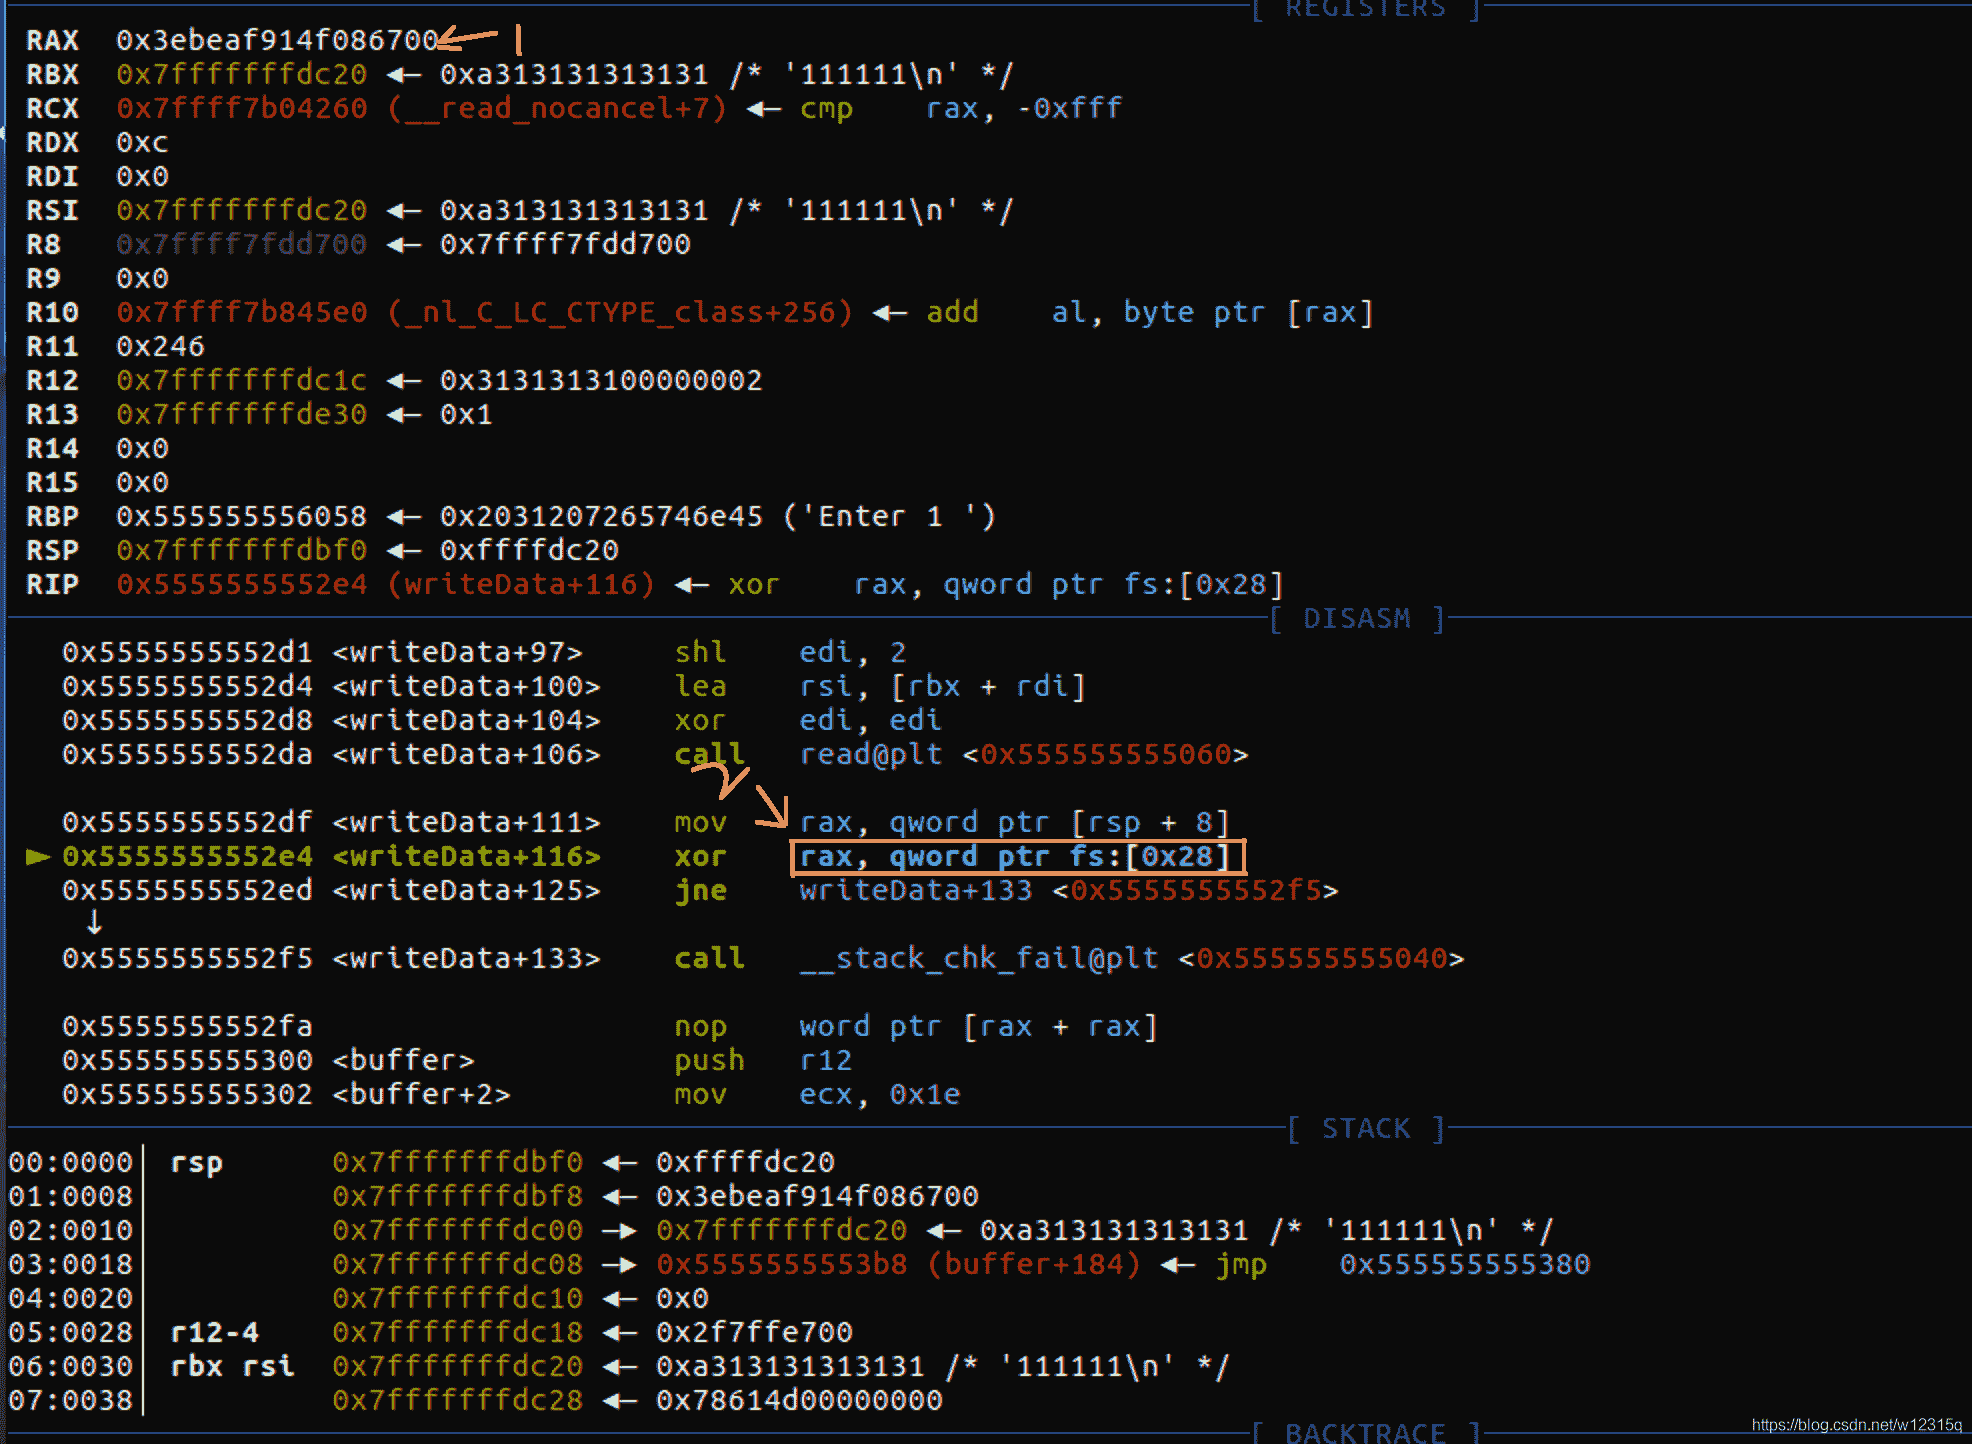 [ REGISTERS ]
RAX 0x3ebeaf914f086700 1
RBX 0x7fffffffdc20 ◂— 0xa313131313131 /* '111111\n' */
RCX 0x7ffff7b04260 (__read_nocancel+7) ◂— cmp rax, -0xfff
RDX 0xc
RDI 0x0
RSI 0x7fffffffdc20 ◂— 0xa313131313131 /* '111111\n' */
R8 0x7ffff7fdd700 ◂— 0x7ffff7fdd700
R9 0x0
R10 0x7ffff7b845e0 (_nl_C_LC_CTYPE_class+256) ◂— add al, byte ptr [rax]
R11 0x246
R12 0x7fffffffdc1c ◂— 0x3131313100000002
R13 0x7fffffffde30 ◂— 0x1
R14 0x0
R15 0x0
RBP 0x555555556058 ◂— 0x2031207265746e45 ('Enter 1 ')
RSP 0x7fffffffdbf0 ◂— 0xffffdc20
RIP 0x5555555552e4 (writeData+116) ◂— xor rax, qword ptr fs:[0x28]
[ DISASM ]
0x5555555552d1 <writeData+97> shl edi, 2
0x5555555552d4 <writeData+100> lea rsi, [rbx + rdi]
0x5555555552d8 <writeData+104> xor edi, edi
0x5555555552da <writeData+106> call read@plt <0x555555555060>
2
0x5555555552df <writeData+111> mov rax, qword ptr [rsp + 8]
► 0x5555555552e4 <writeData+116> xor rax, qword ptr fs:[0x28]
0x5555555552ed <writeData+125> jne writeData+133 <0x5555555552f5>
↓
0x5555555552f5 <writeData+133> call __stack_chk_fail@plt <0x555555555040>
0x5555555552fa nop word ptr [rax + rax]
0x555555555300 <buffer> push r12
0x555555555302 <buffer+2> mov ecx, 0x1e
[ STACK ]
00:0000│ rsp 0x7fffffffdbf0 ◂— 0xffffdc20
01:0008│ 0x7fffffffdbf8 ◂— 0x3ebeaf914f086700
02:0010│ 0x7fffffffdc00 —▸ 0x7fffffffdc20 ◂— 0xa313131313131 /* '111111\n' */
03:0018│ 0x7fffffffdc08 —▸ 0x5555555553b8 (buffer+184) ◂— jmp 0x555555555380
04:0020│ 0x7fffffffdc10 ◂— 0x0
05:0028│ r12-4 0x7fffffffdc18 ◂— 0x2f7ffe700
06:0030│ rbx rsi 0x7fffffffdc20 ◂— 0xa313131313131 /* '111111\n' */
07:0038│ 0x7fffffffdc28 ◂— 0x78614d00000000
[ BACKTRACE ]
https://blog.csdn.net/w12315q